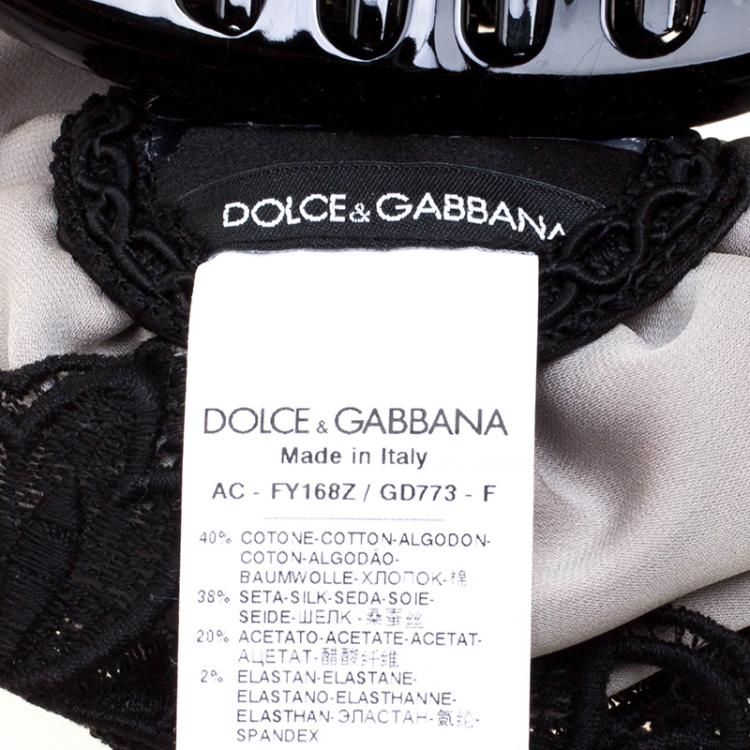 DOLCE & GABBANA
DOLCE & GABBANA
Made in Italy
AC - FY168Z / GD773 - F
40% COTONE-COTTON-ALGODON-
COTON-ALGODÃO-
BAUMWOLLE-ХЛОПОК-棉
38% SETA-SILK-SEDA-SOIE-
SEIDE-ШЕЛК-桑蚕丝
20% ACETATO-ACETATE-ACETAT-
АЦЕТАТ-醋酸纤维
2% ELASTAN-ELASTANE-
ELASTANO-ELASTHANNE-
ELASTHAN-ЭЛАСТАН-氨纶-
SPANDEX